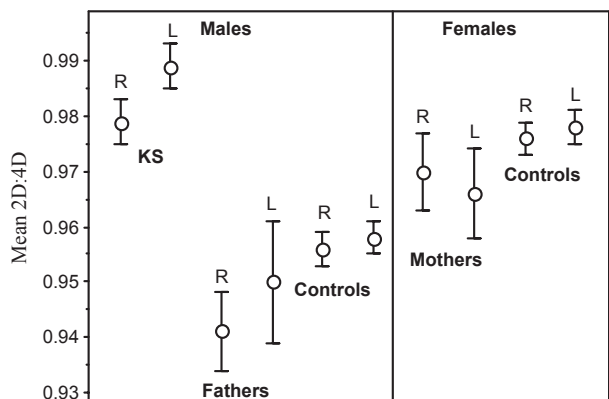 Males Females
L
0.99
R
R L
0.98
R
KS
L
0.97
Controls
L R L
0.96
Mothers
R
0.95
Controls
0.94
Fathers
0.93
Mean 2D:4D